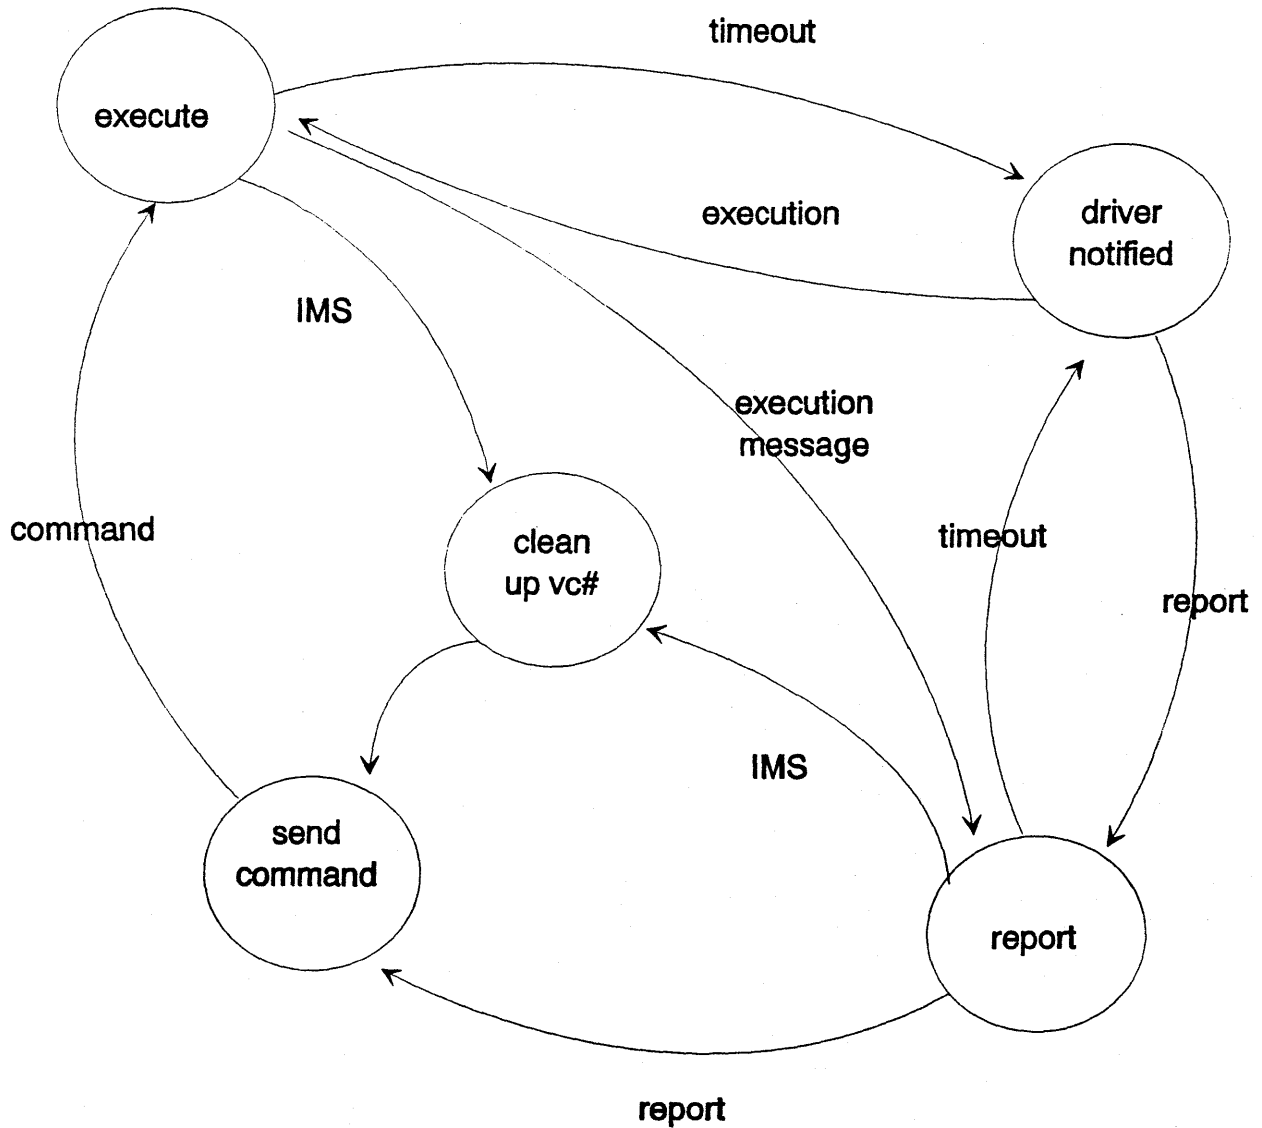 timeout
execute
execution
driver
notified
IMS
execution
message
command
clean
up vc#
timeout
report
IMS
send
command
report
report